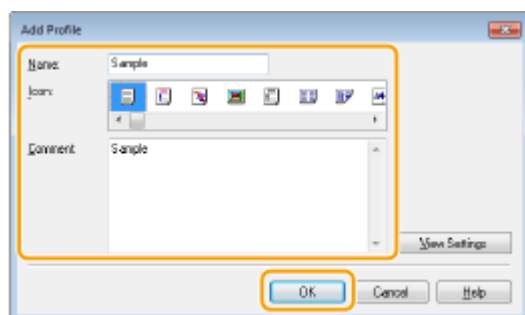 Add Profile
Name: Sample
Icon:
Comment Sample
View Settings
OK Cancel Help